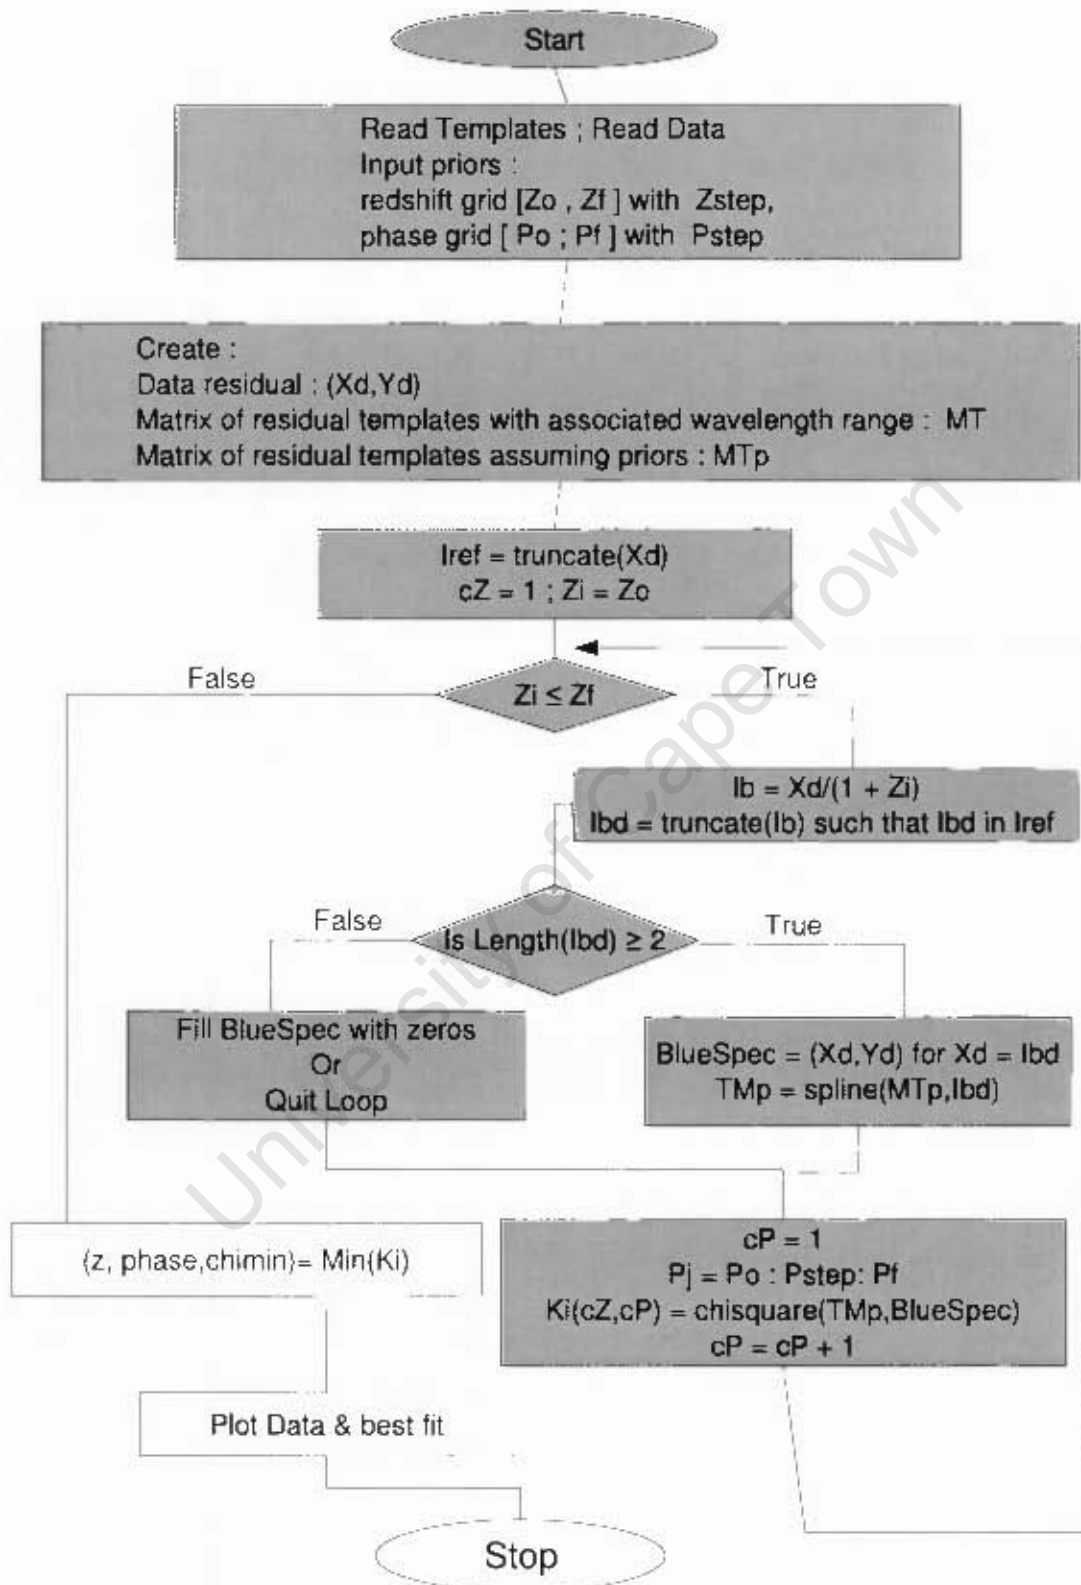 Start
Read Templates ; Read Data
Input priors :
redshift grid [Zo , Zf ] with Zstep,
phase grid [ Po ; Pf ] with Pstep
Create :
Data residual : (Xd,Yd)
Matrix of residual templates with associated wavelength range : MT
Matrix of residual templates assuming priors : MTp
Iref = truncate(Xd)
cZ = 1 ; Zi = Zo
False
True
Zi ≤ Zf
Ib = Xd/(1 + Zi)
Ibd = truncate(Ib) such that Ibd in Iref
False
True
Is Length(Ibd) ≥ 2
Fill BlueSpec with zeros
Or
Quit Loop
BlueSpec = (Xd,Yd) for Xd = Ibd
TMp = spline(MTp,Ibd)
(z, phase,chimin)= Min(Ki)
cP = 1
Pj = Po : Pstep: Pf
Ki(cZ,cP) = chisquare(TMp,BlueSpec)
cP = cP + 1
Plot Data & best fit
Stop
University of Cape Town